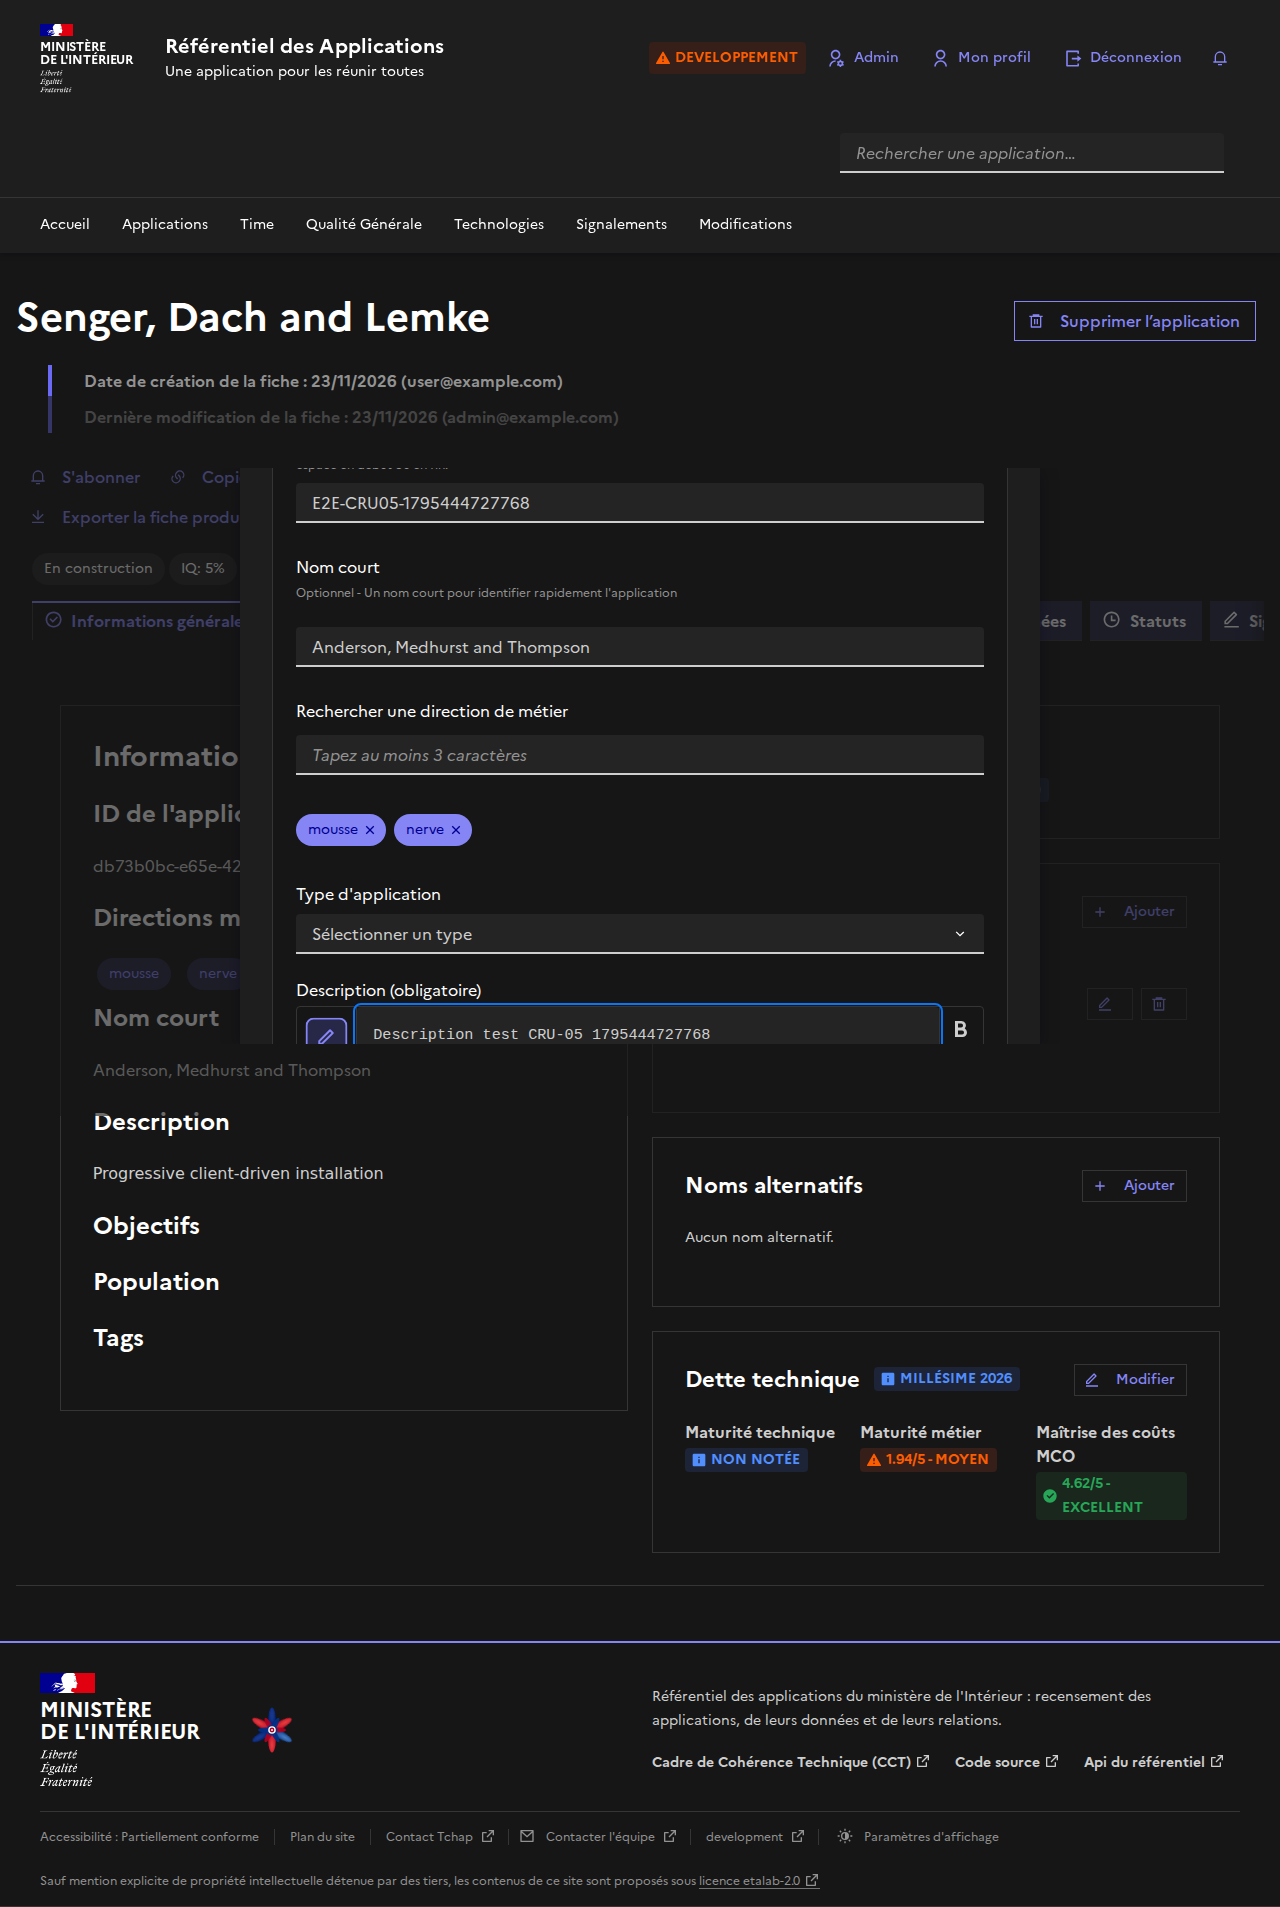 MINISTÈRE
DE L'INTÉRIEUR
Liberté
Égalité
Fraternité
Référentiel des Applications
Une application pour les réunir toutes
DEVELOPPEMENT
Admin
Mon profil
Déconnexion
Rechercher une application…
Accueil
Applications
Time
Qualité Générale
Technologies
Signalements
Modifications
Senger, Dach and Lemke
Supprimer l’application
Date de création de la fiche : 23/11/2026 (user@example.com)
Dernière modification de la fiche : 23/11/2026 (admin@example.com)
S'abonner
Exporter la fiche
En construction
IQ: 5%
Informations
Statuts
E2E-CRU05-1795444727768
Nom court
Optionnel - Un nom court pour identifier rapidement l'application
Anderson, Medhurst and Thompson
Rechercher une direction de métier
Tapez au moins 3 caractères
mousse
nerve
Type d'application
Sélectionner un type
Description (obligatoire)
Description test CRU-05 1795444727768
B
ID de
db73b0bc-e65e-42
Directions
mousse
nerve
Nom court
Anderson, Medhurst and Thompson
Description
Progressive client-driven installation
Objectifs
Population
Tags
Ajouter
Noms alternatifs
Ajouter
Aucun nom alternatif.
Dette technique
MILLÉSIME 2026
Modifier
Maturité technique
NON NOTÉE
Maturité métier
1.94/5 - MOYEN
Maîtrise des coûts
MCO
4.62/5 -
EXCELLENT
MINISTÈRE
DE L'INTÉRIEUR
Liberté
Égalité
Fraternité
Référentiel des applications du ministère de l'Intérieur : recensement des
applications, de leurs données et de leurs relations.
Cadre de Cohérence Technique (CCT)
Code source
Api du référentiel
Accessibilité : Partiellement conforme
Plan du site
Contact Tchap
Contacter l'équipe
development
Paramètres d'affichage
Sauf mention explicite de propriété intellectuelle détenue par des tiers, les contenus de ce site sont proposés sous licence etalab-2.0